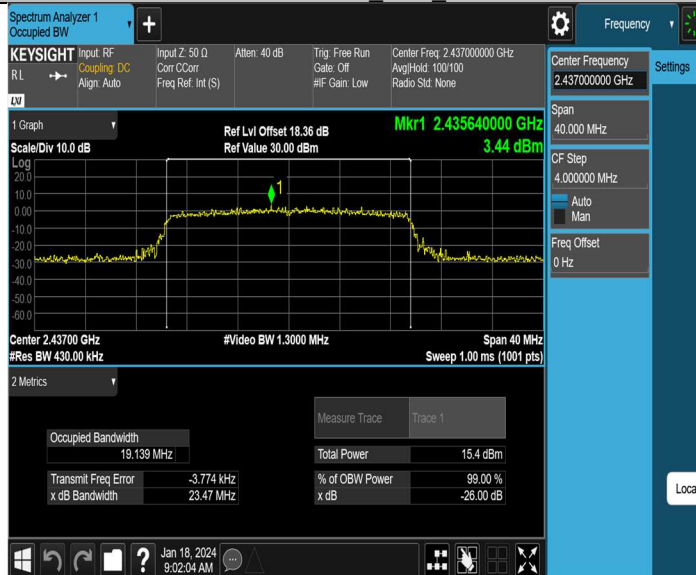 Spectrum Analyzer 1
Occupied BW
Frequency
KEYSIGHT
RL
LXI
Input: RF
Coupling: DC
Align: Auto
Input Z: 50 Ω
Corr CCorr
Freq Ref: Int (S)
Atten: 40 dB
Trig: Free Run
Gate: Off
#IF Gain: Low
Center Freq: 2.437000000 GHz
Avg|Hold: 100/100
Radio Std: None
1 Graph
Scale/Div 10.0 dB
Ref Lvl Offset 18.36 dB
Ref Value 30.00 dBm
Mkr1 2.435640000 GHz
3.44 dBm
Log
20.0
10.0
0.00
-10.0
-20.0
-30.0
-40.0
-50.0
-60.0
1
Center 2.43700 GHz
#Video BW 1.3000 MHz
Span 40 MHz
#Res BW 430.00 kHz
Sweep 1.00 ms (1001 pts)
2 Metrics
Measure Trace
Trace 1
Occupied Bandwidth
19.139 MHz
Total Power
15.4 dBm
Transmit Freq Error
-3.774 kHz
% of OBW Power
99.00 %
x dB Bandwidth
23.47 MHz
x dB
-26.00 dB
Center Frequency
2.437000000 GHz
Settings
Span
40.000 MHz
CF Step
4.000000 MHz
Auto
Man
Freq Offset
0 Hz
Loca
?
Jan 18, 2024
9:02:04 AM